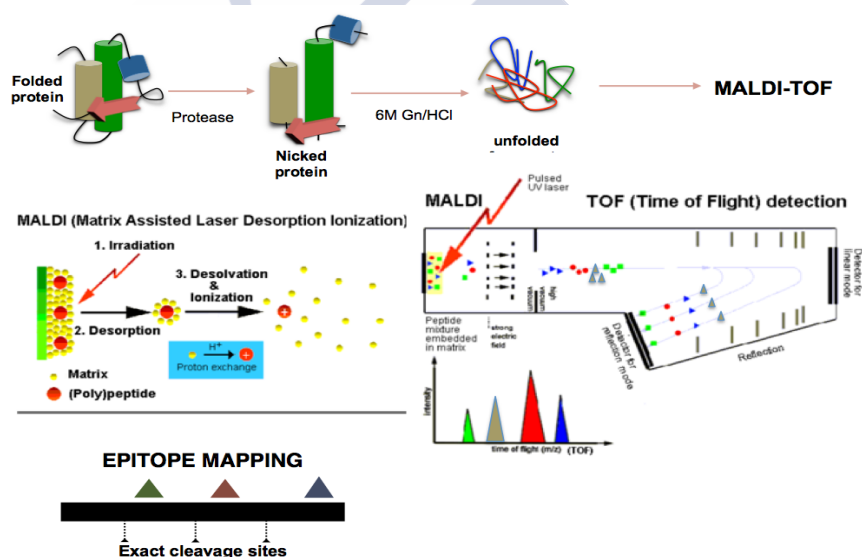 Folded
protein
Protease
Nicked
protein
6M Gn/HCl
unfolded
MALDI-TOF
MALDI (Matrix Assisted Laser Desorption Ionization)
1. Irradiation
2. Desorption
3. Desolvation
&
Ionization
H+
Proton exchange
Matrix
(Poly)peptide
MALDI
Pulsed
UV laser
TOF (Time of Flight) detection
Peptide
mixture
embedded
in matrix
strong
electric
field
high
vacuum
vacuum
Detector for
linear mode
Detector for
reflection mode
Reflection
intensity
time of flight (m/z) (TOF)
EPITOPE MAPPING
Exact cleavage sites